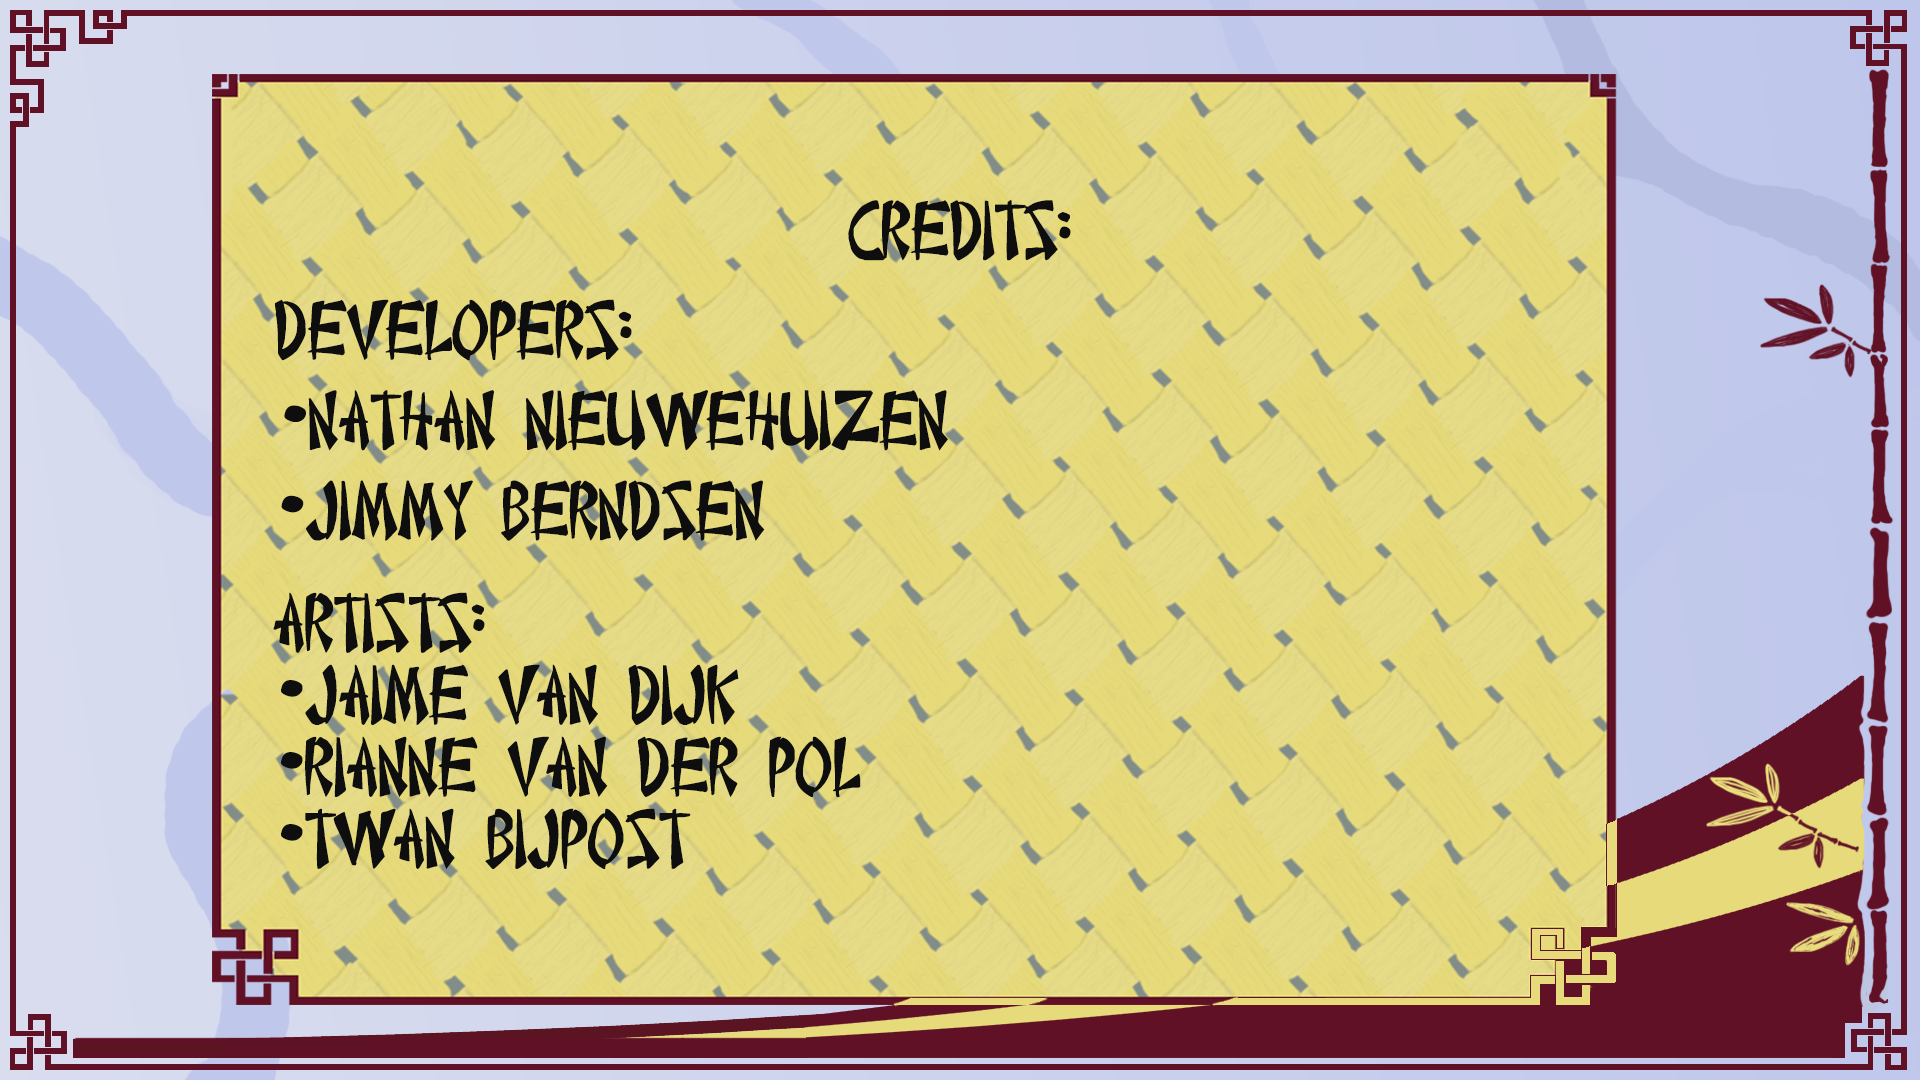 CREDITS:
DEVELOPERS:
•NATHAN NIEUWEHUIZEN
•JIMMY BERNDSEN
ARTISTS:
•JAIME VAN DIJK
•RIANNE VAN DER POL
•TWAN BIJPOST